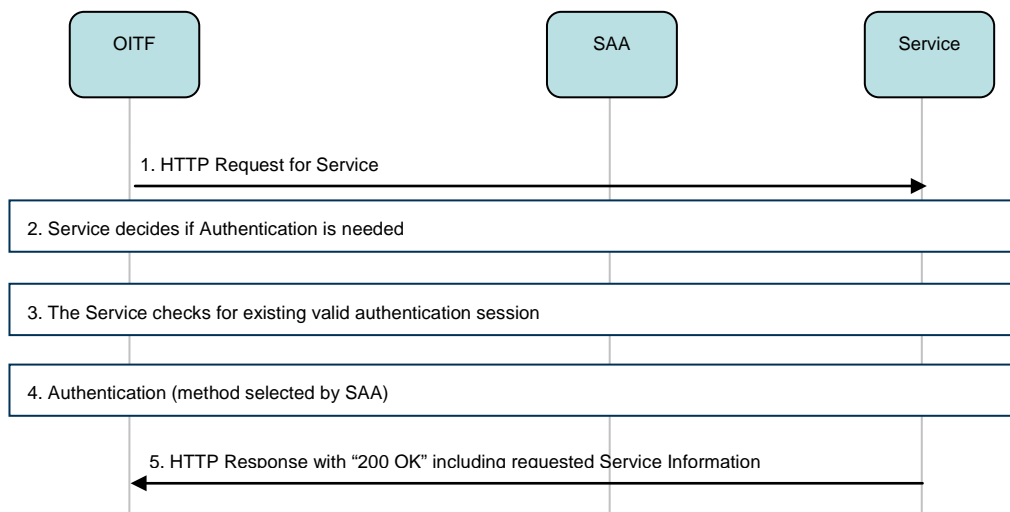 OITF
SAA
Service
1. HTTP Request for Service
2. Service decides if Authentication is needed
3. The Service checks for existing valid authentication session
4. Authentication (method selected by SAA)
5. HTTP Response with “200 OK” including requested Service Information